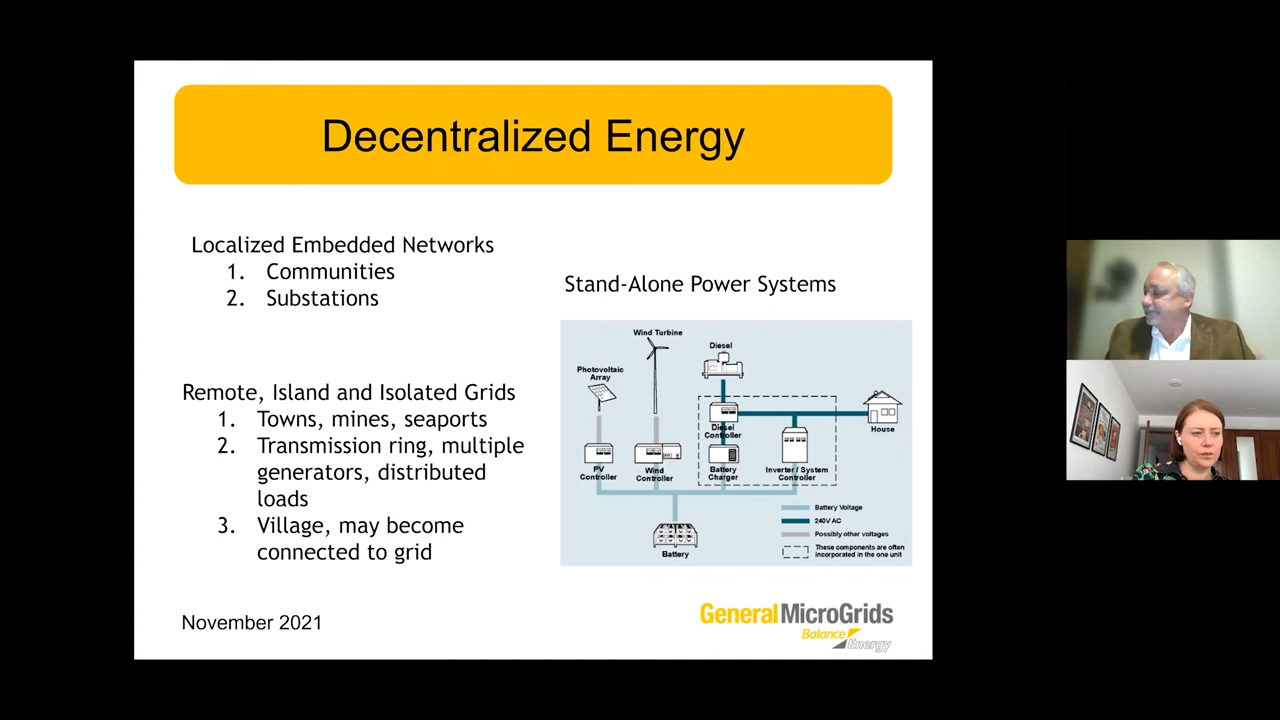 Decentralized Energy
Localized Embedded Networks
1. Communities
2. Substations
Remote, Island and Isolated Grids
1. Towns, mines, seaports
2. Transmission ring, multiple
generators, distributed
loads
3. Village, may become
connected to grid
Stand-Alone Power Systems
Wind Turbine
Diesel
Photovoltaic
Array
Diesel
Controller
House
PV
Controller
Wind
Controller
Battery
Charger
Inverter / System
Controller
Battery
Battery Voltage
240V AC
Possibly other voltages
These components are often
incorporated in the one unit
November 2021
GeneralMicroGrids
Balance
Energy